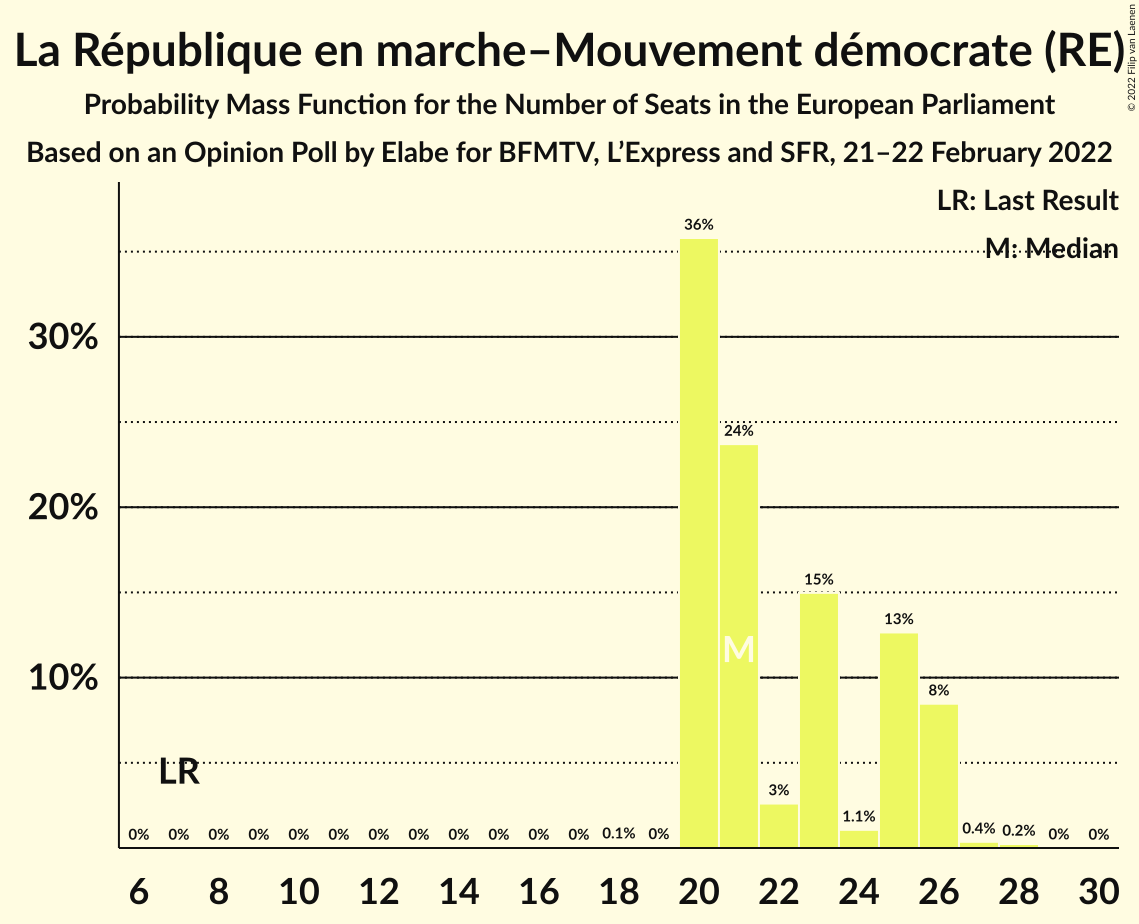 La République en marche–Mouvement démocrate (RE)
Probability Mass Function for the Number of Seats in the European Parliament
Based on an Opinion Poll by Elabe for BFMTV, L’Express and SFR, 21–22 February 2022
© 2022 Filip van Laenen
LR: Last Result
M: Median
36%
30%
24%
20%
15%
13%
M
10%
8%
LR
3%
1.1%
0% 0% 0% 0% 0% 0% 0% 0% 0% 0% 0% 0% 0.1% 0% 0.4% 0.2% 0% 0%
6 8 10 12 14 16 18 20 22 24 26 28 30